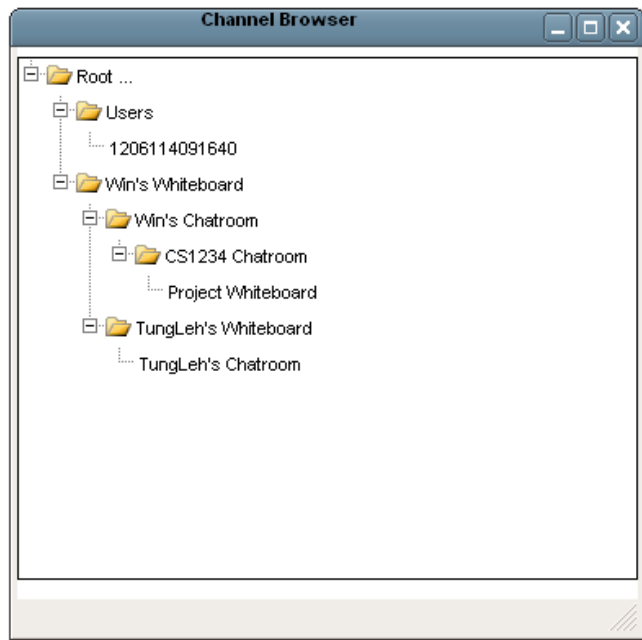 Channel Browser
Root ...
Users
1206114091640
Win's Whiteboard
Win's Chatroom
CS1234 Chatroom
Project Whiteboard
TungLeh's Whiteboard
TungLeh's Chatroom